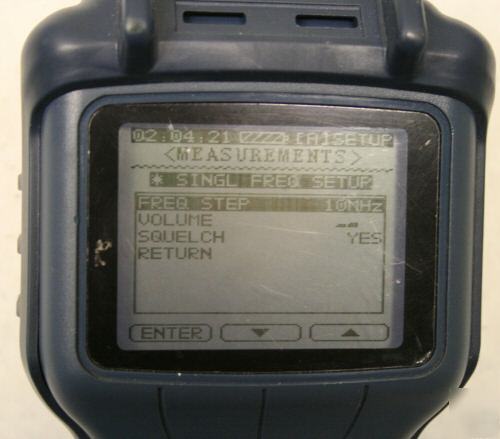 02:04:21 [A]SETUP
<MEASUREMENTS>
* SINGL FREQ SETUP
FREQ STEP 10MHz
VOLUME
SQUELCH YES
RETURN
ENTER ▼ ▲